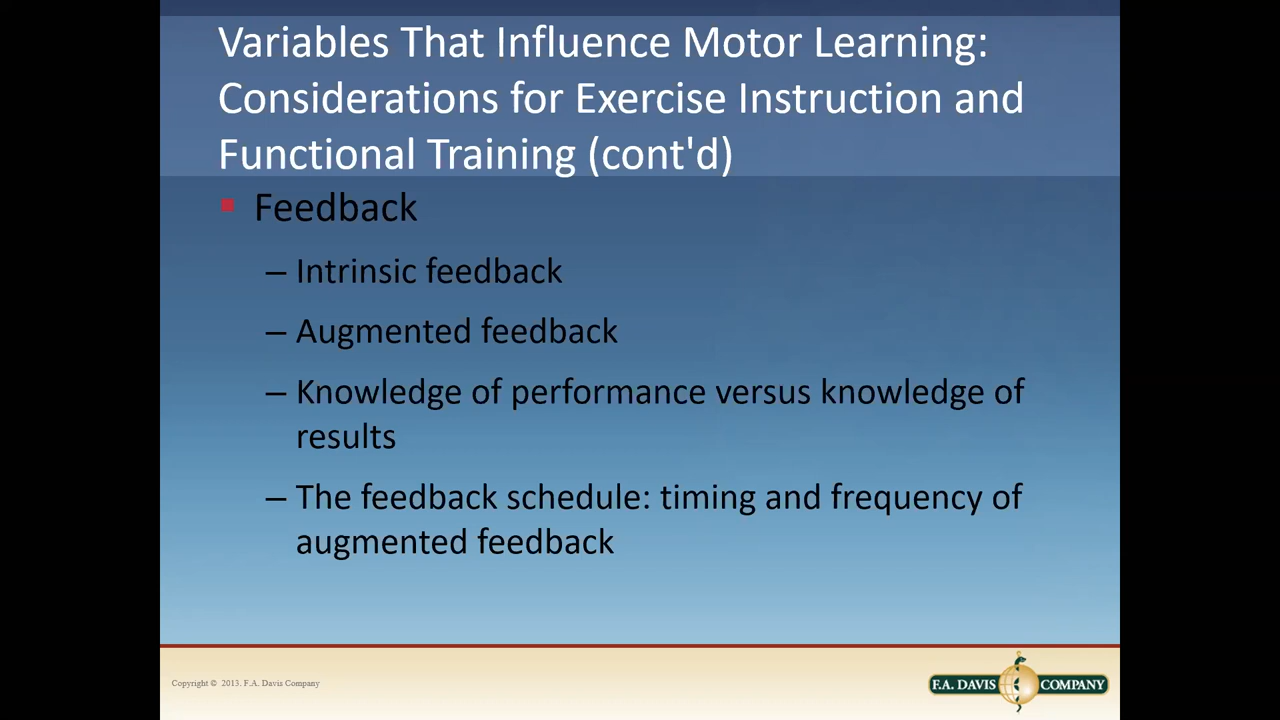 Variables That Influence Motor Learning:
Considerations for Exercise Instruction and
Functional Training (cont'd)
▪ Feedback
– Intrinsic feedback
– Augmented feedback
– Knowledge of performance versus knowledge of
results
– The feedback schedule: timing and frequency of
augmented feedback
Copyright © 2013. F.A. Davis Company
F.A. DAVIS COMPANY